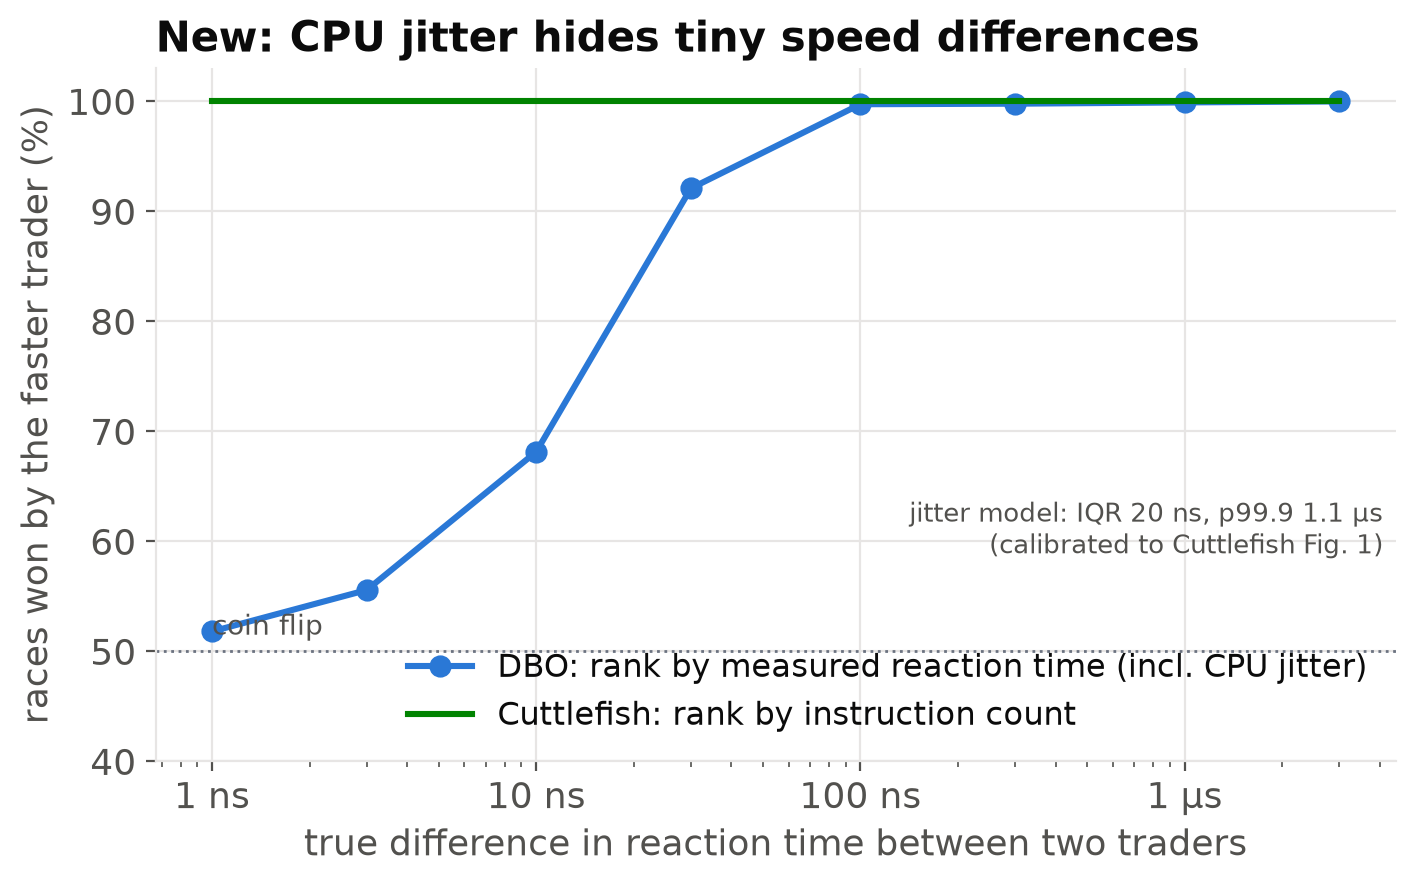 New: CPU jitter hides tiny speed differences
races won by the faster trader (%)
100
90
80
70
60
50
40
jitter model: IQR 20 ns, p99.9 1.1 µs
(calibrated to Cuttlefish Fig. 1)
coin flip
DBO: rank by measured reaction time (incl. CPU jitter)
Cuttlefish: rank by instruction count
1 ns
10 ns
100 ns
1 µs
true difference in reaction time between two traders